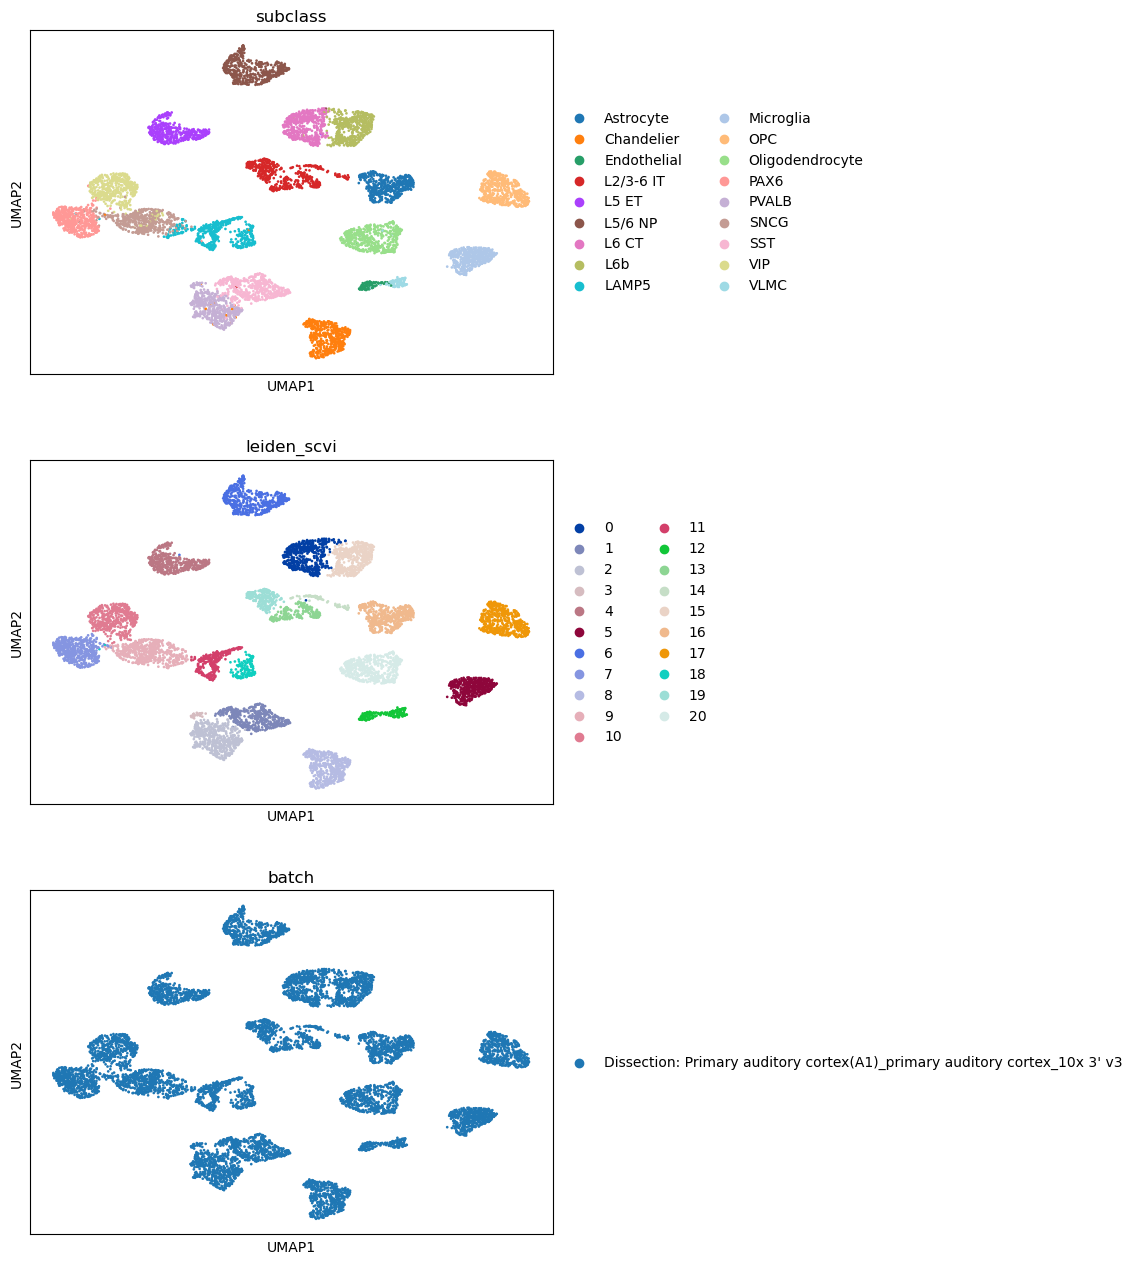 subclass
UMAP2
UMAP1
Astrocyte
Chandelier
Endothelial
L2/3-6 IT
L5 ET
L5/6 NP
L6 CT
L6b
LAMP5
Microglia
OPC
Oligodendrocyte
PAX6
PVALB
SNCG
SST
VIP
VLMC
leiden_scvi
UMAP2
UMAP1
0
1
2
3
4
5
6
7
8
9
10
11
12
13
14
15
16
17
18
19
20
batch
UMAP2
UMAP1
Dissection: Primary auditory cortex(A1)_primary auditory cortex_10x 3' v3